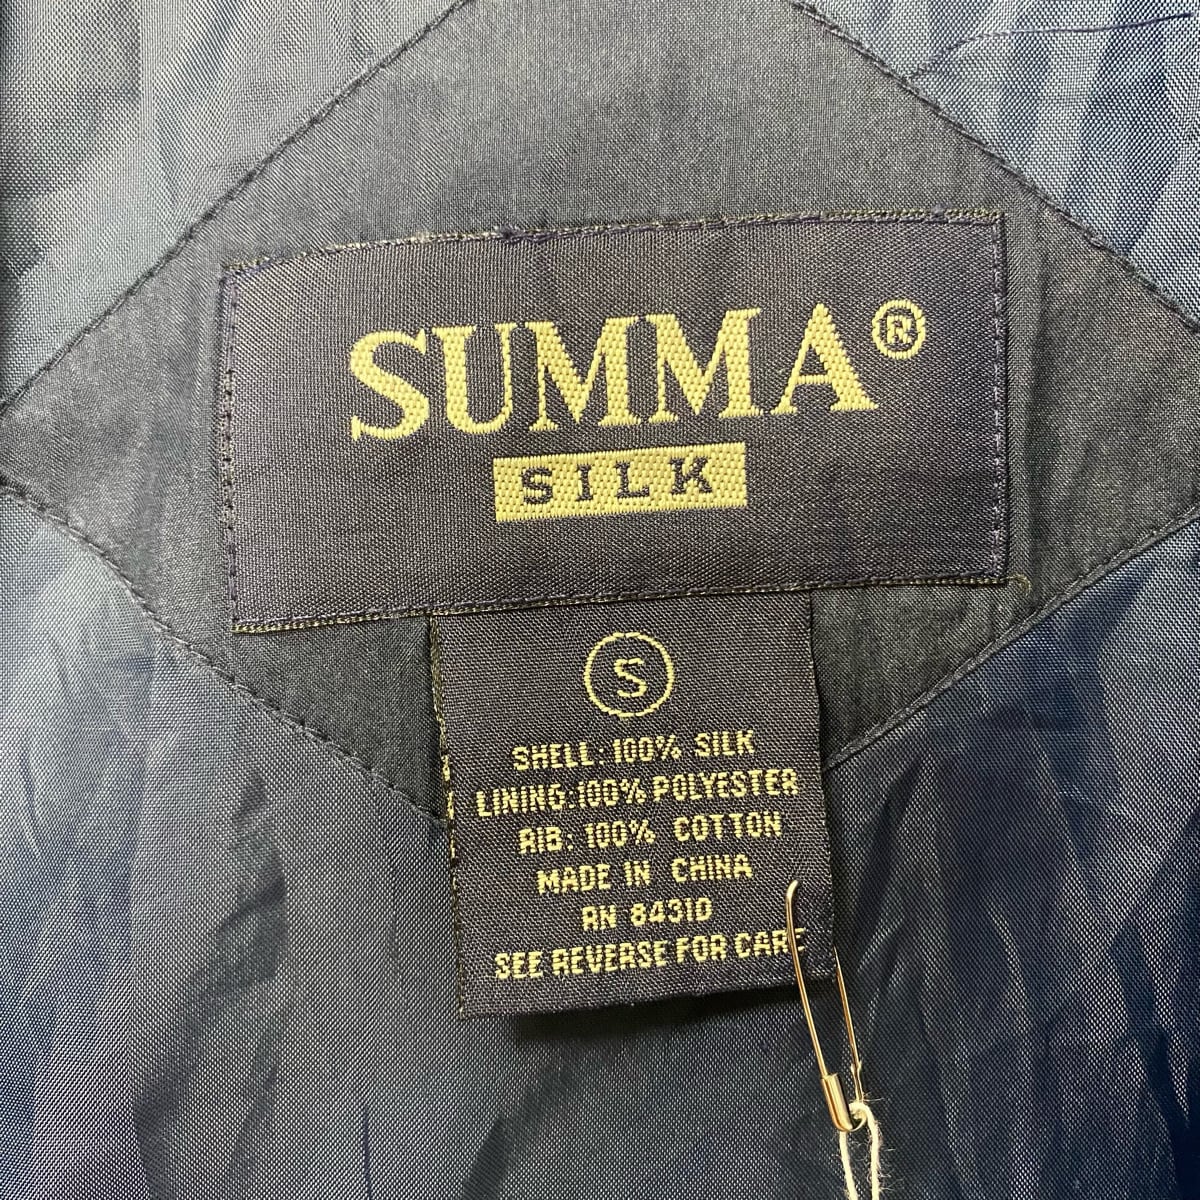 SUMMA®
SILK
S
SHELL: 100% SILK
LINING: 100% POLYESTER
RIB: 100% COTTON
MADE IN CHINA
RN 84310
SEE REVERSE FOR CARE